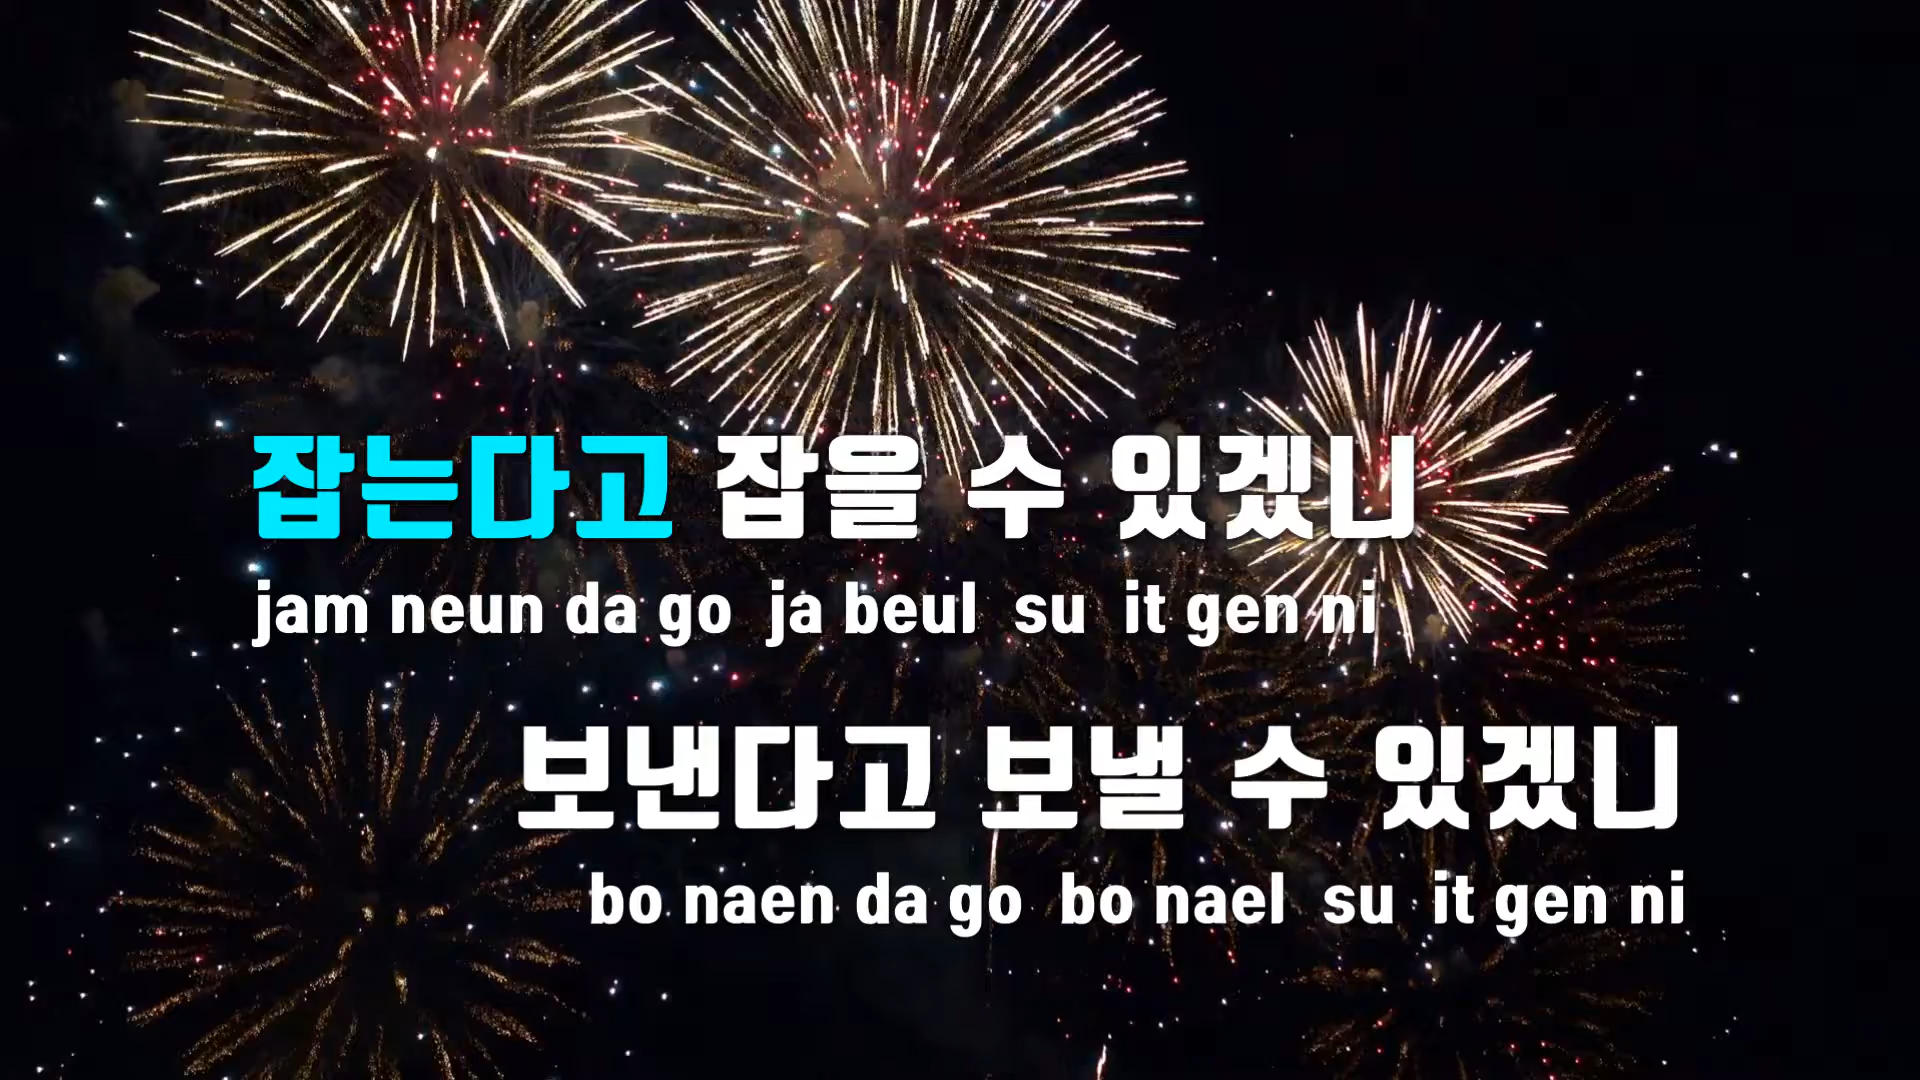 잡는다고 잡을 수 있겠니
jam neun da go ja beul su it gen ni
보낸다고 보낼 수 있겠니
bo naen da go bo nael su it gen ni